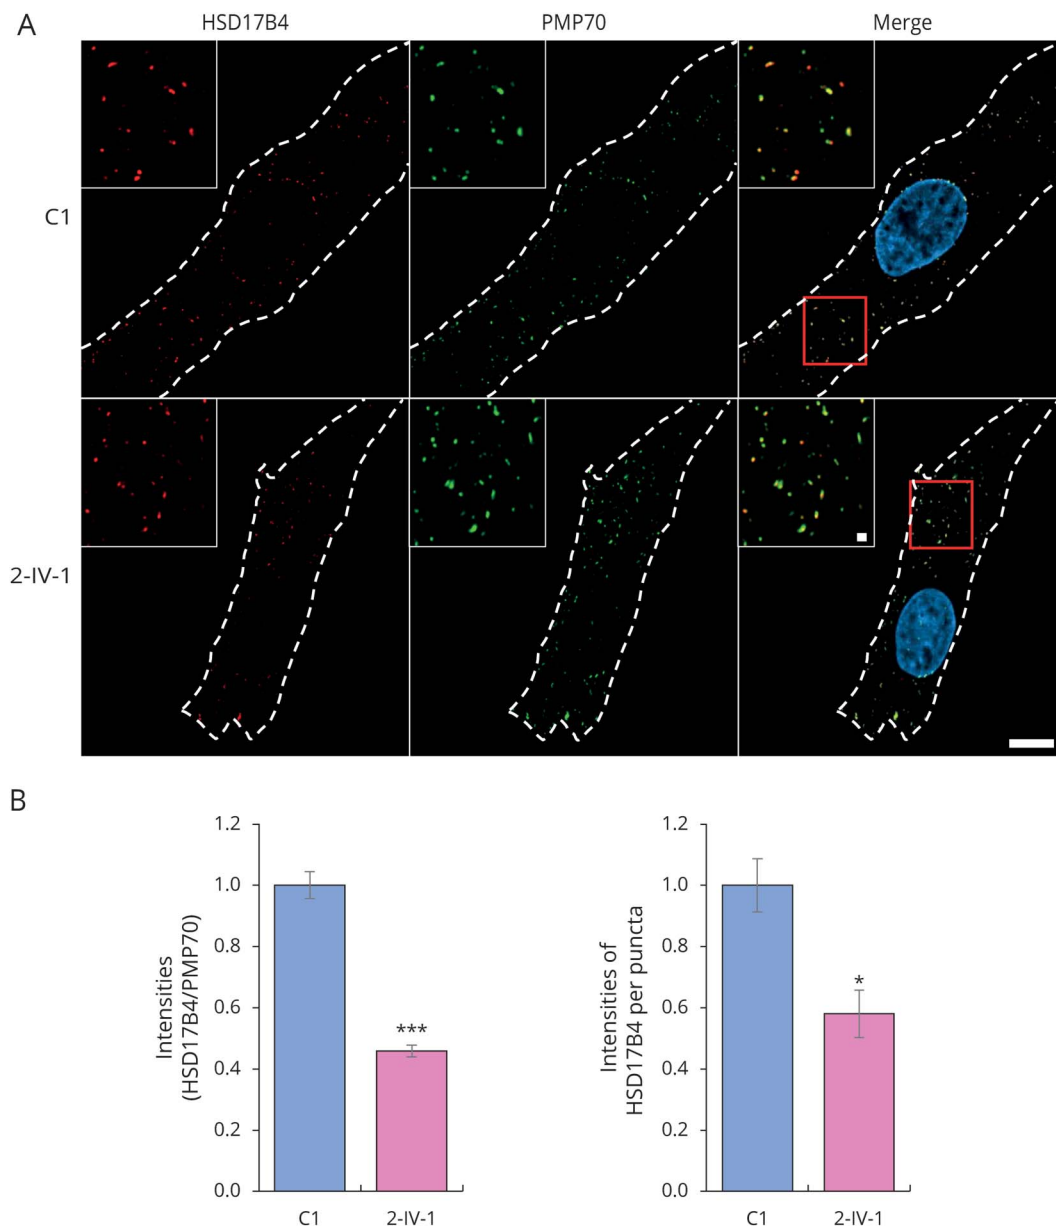 A
HSD17B4 PMP70 Merge
C1
2-IV-1
B
Intensities
(HSD17B4/PMP70)
1.2
1.0
0.8
0.6
0.4
0.2
0.0
***
C1 2-IV-1
Intensities of
HSD17B4 per puncta
1.2
1.0
0.8
0.6
0.4
0.2
0.0
*
C1 2-IV-1